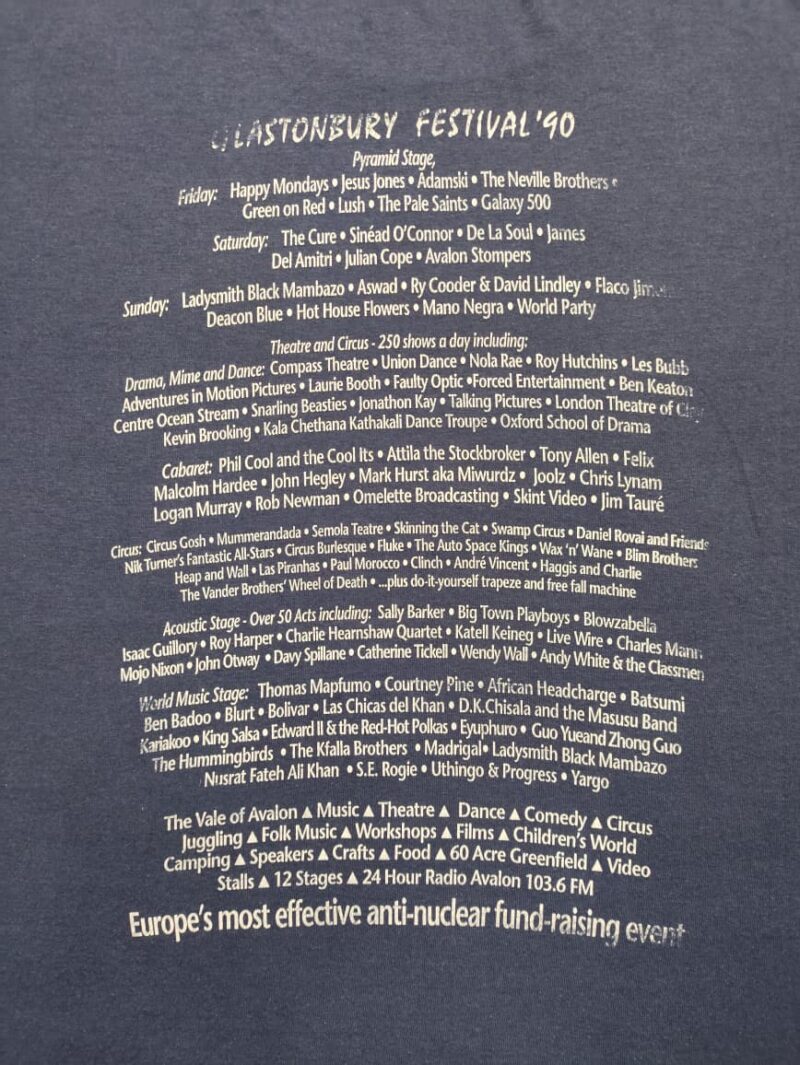 GLASTONBURY FESTIVAL '90
Pyramid Stage,
Friday: Happy Mondays • Jesus Jones • Adamski • The Neville Brothers •
Green on Red • Lush • The Pale Saints • Galaxy 500
Saturday: The Cure • Sinéad O'Connor • De La Soul • James
Del Amitri • Julian Cope • Avalon Stompers
Sunday: Ladysmith Black Mambazo • Aswad • Ry Cooder & David Lindley • Flaco
Deacon Blue • Hot House Flowers • Mano Negra • World Party
Theatre and Circus - 250 shows a day including:
Drama, Mime and Dance: Compass Theatre • Union Dance • Nola Rae • Roy Hutchins • Les Bubb
Adventures in Motion Pictures • Laurie Booth • Faulty Optic •Forced Entertainment • Ben Keaton
Centre Ocean Stream • Snarling Beasties • Jonathon Kay • Talking Pictures • London Theatre of
Kevin Brooking • Kala Chethana Kathakali Dance Troupe • Oxford School of Drama
Cabaret: Phil Cool and the Cool Its • Attila the Stockbroker • Tony Allen • Felix
Malcolm Hardee • John Hegley • Mark Hurst aka Miwurdz • Joolz • Chris Lynam
Logan Murray • Rob Newman • Omelette Broadcasting • Skint Video • Jim Tauré
Circus: Circus Gosh • Mummerandada • Semola Teatre • Skinning the Cat • Swamp Circus • Daniel Rovai and Friends
Nik Turner's Fantastic All-Stars • Circus Burlesque • Fluke • The Auto Space Kings • Wax 'n' Wane • Blim Brothers
Heap and Wall • Las Piranhas • Paul Morocco • Clinch • André Vincent • Haggis and Charlie
The Vander Brothers' Wheel of Death • ...plus do-it-yourself trapeze and free fall machine
Acoustic Stage - Over 50 Acts including: Sally Barker • Big Town Playboys • Blowzabella
Isaac Guillory • Roy Harper • Charlie Hearnshaw Quartet • Katell Keineg • Live Wire • Charles Mann
Mojo Nixon • John Otway • Davy Spillane • Catherine Tickell • Wendy Wall • Andy White & the Classmen
World Music Stage: Thomas Mapfumo • Courtney Pine • African Headcharge • Batsumi
Ben Badoo • Blurt • Bolivar • Las Chicas del Khan • D.K.Chisala and the Masusu Band
Kariakoo • King Salsa • Edward II & the Red-Hot Polkas • Eyuphuro • Guo Yueand Zhong Guo
The Hummingbirds • The Kfalla Brothers • Madrigal• Ladysmith Black Mambazo
Nusrat Fateh Ali Khan • S.E. Rogie • Uthingo & Progress • Yargo
The Vale of Avalon ▲ Music ▲ Theatre ▲ Dance ▲ Comedy ▲ Circus
Juggling ▲ Folk Music ▲ Workshops ▲ Films ▲ Children's World
Camping ▲ Speakers ▲ Crafts ▲ Food ▲ 60 Acre Greenfield ▲ Video
Stalls ▲ 12 Stages ▲ 24 Hour Radio Avalon 103.6 FM
Europe's most effective anti-nuclear fund-raising event